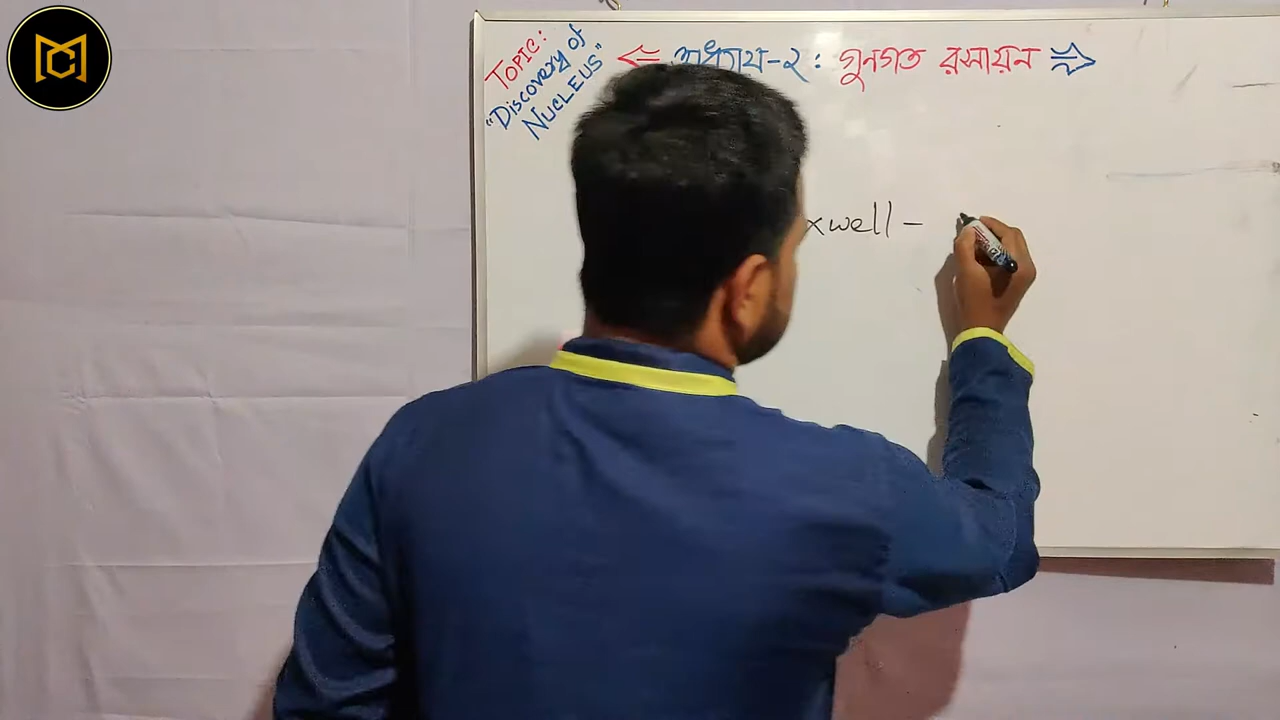 TOPIC:
"Discovery of
NUCLEUS"
অধ্যায়-২: গুনগত রসায়ন
xwell -